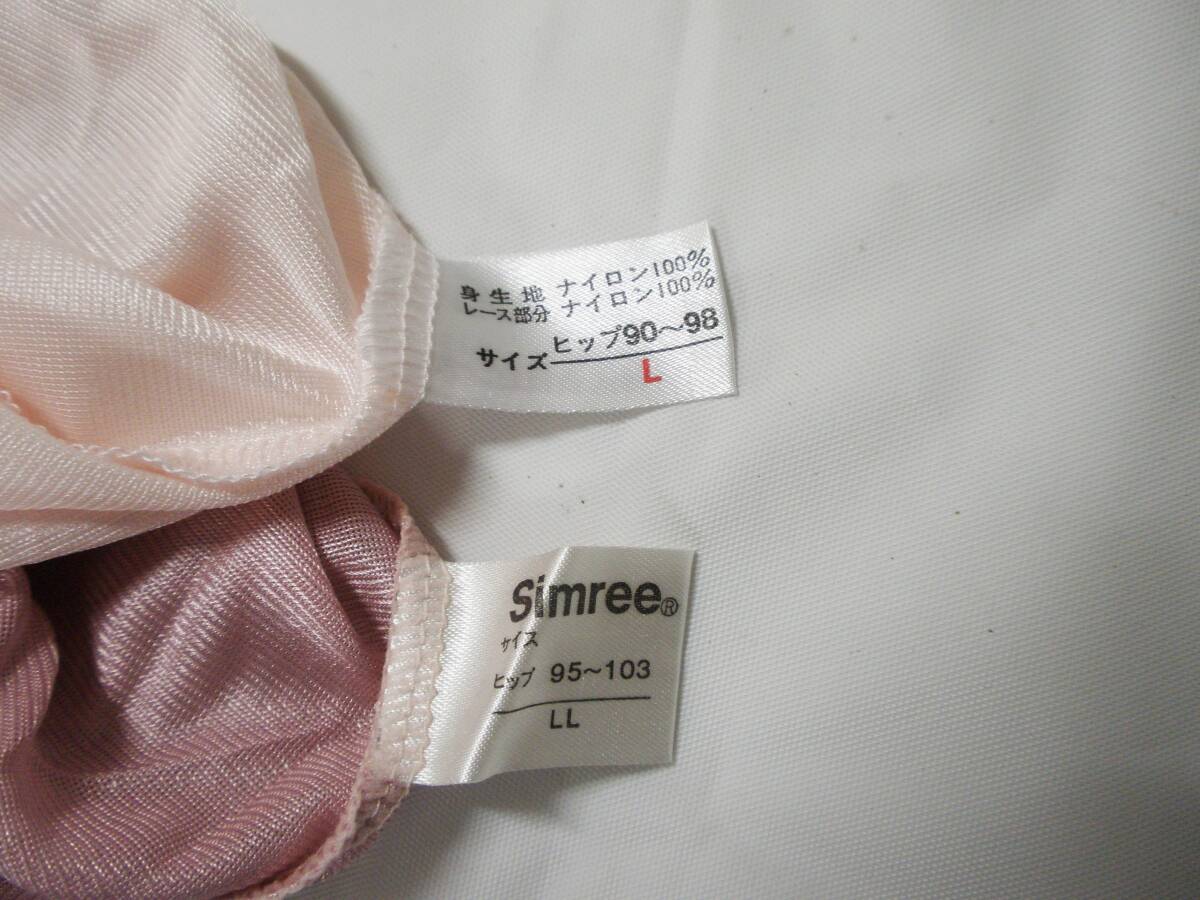 身生地 ナイロン100%
レース部分 ナイロン100%
サイズ ヒップ90~98
L
Simree®
サイズ
ヒップ 95~103
LL